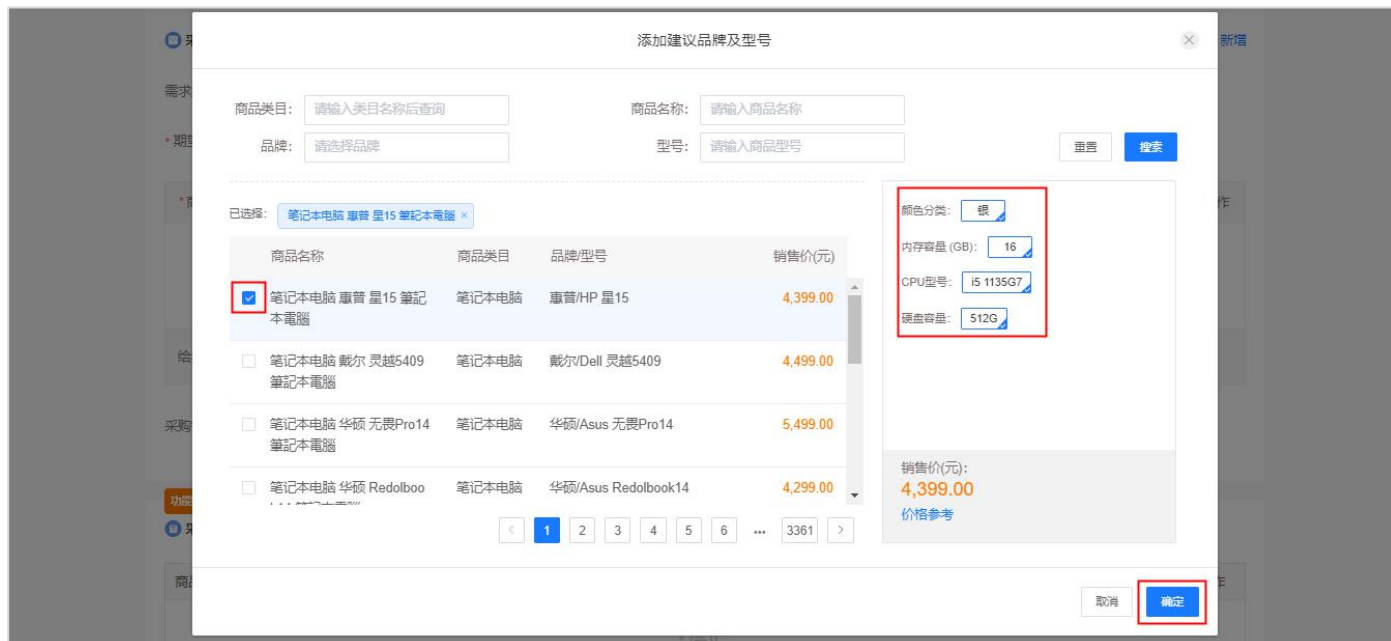 添加建议品牌及型号
新增
需求
商品类目： 请输入类目名称后查询 商品名称： 请输入商品名称
* 期望
品牌： 请选择品牌 型号： 请输入商品型号 重置 搜索
已选择： 笔记本电脑 惠普 星15 筆記本電腦 ×
颜色分类： 银
作
商品名称 商品类目 品牌/型号 销售价(元)
内存容量 (GB)： 16
CPU型号： i5 1135G7
笔记本电脑 惠普 星15 筆記 笔记本电脑 惠普/HP 星15 4,399.00
本電腦
硬盘容量： 512G
给
笔记本电脑 戴尔 灵越5409 笔记本电脑 戴尔/Dell 灵越5409 4,499.00
筆記本電腦
采购
笔记本电脑 华硕 无畏Pro14 笔记本电脑 华硕/Asus 无畏Pro14 5,499.00
筆記本電腦
销售价(元)：
笔记本电脑 华硕 Redolboo 笔记本电脑 华硕/Asus Redolbook14 4,299.00
4,399.00
功能
价格参考
< 1 2 3 4 5 6 ••• 3361 >
商品
取消 确定